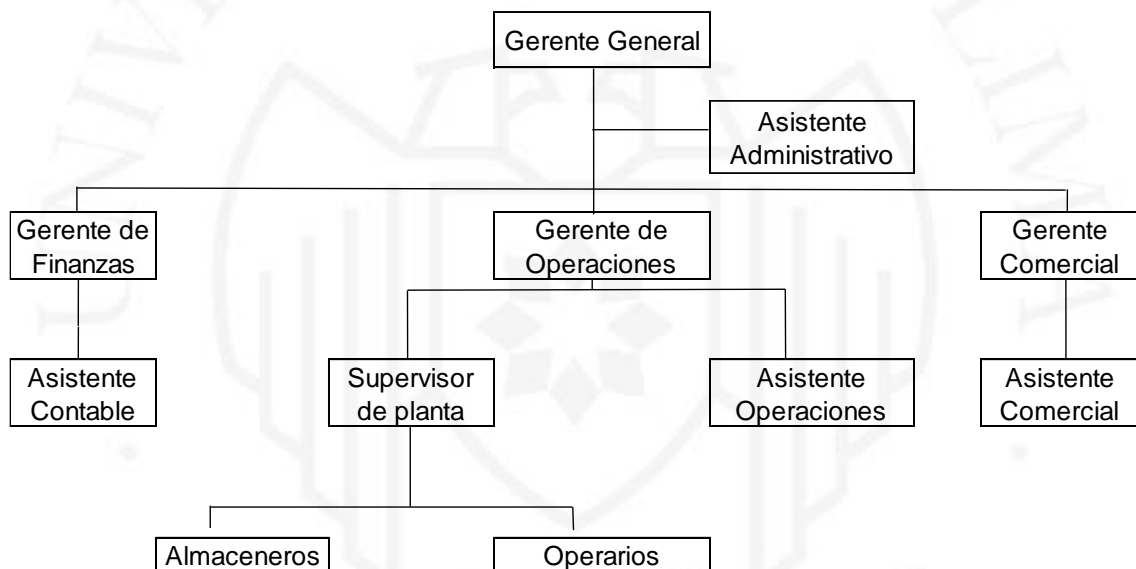 Gerente General
Asistente
Administrativo
Gerente de
Finanzas
Gerente de
Operaciones
Gerente
Comercial
Asistente
Contable
Supervisor
de planta
Asistente
Operaciones
Asistente
Comercial
Almaceneros
Operarios